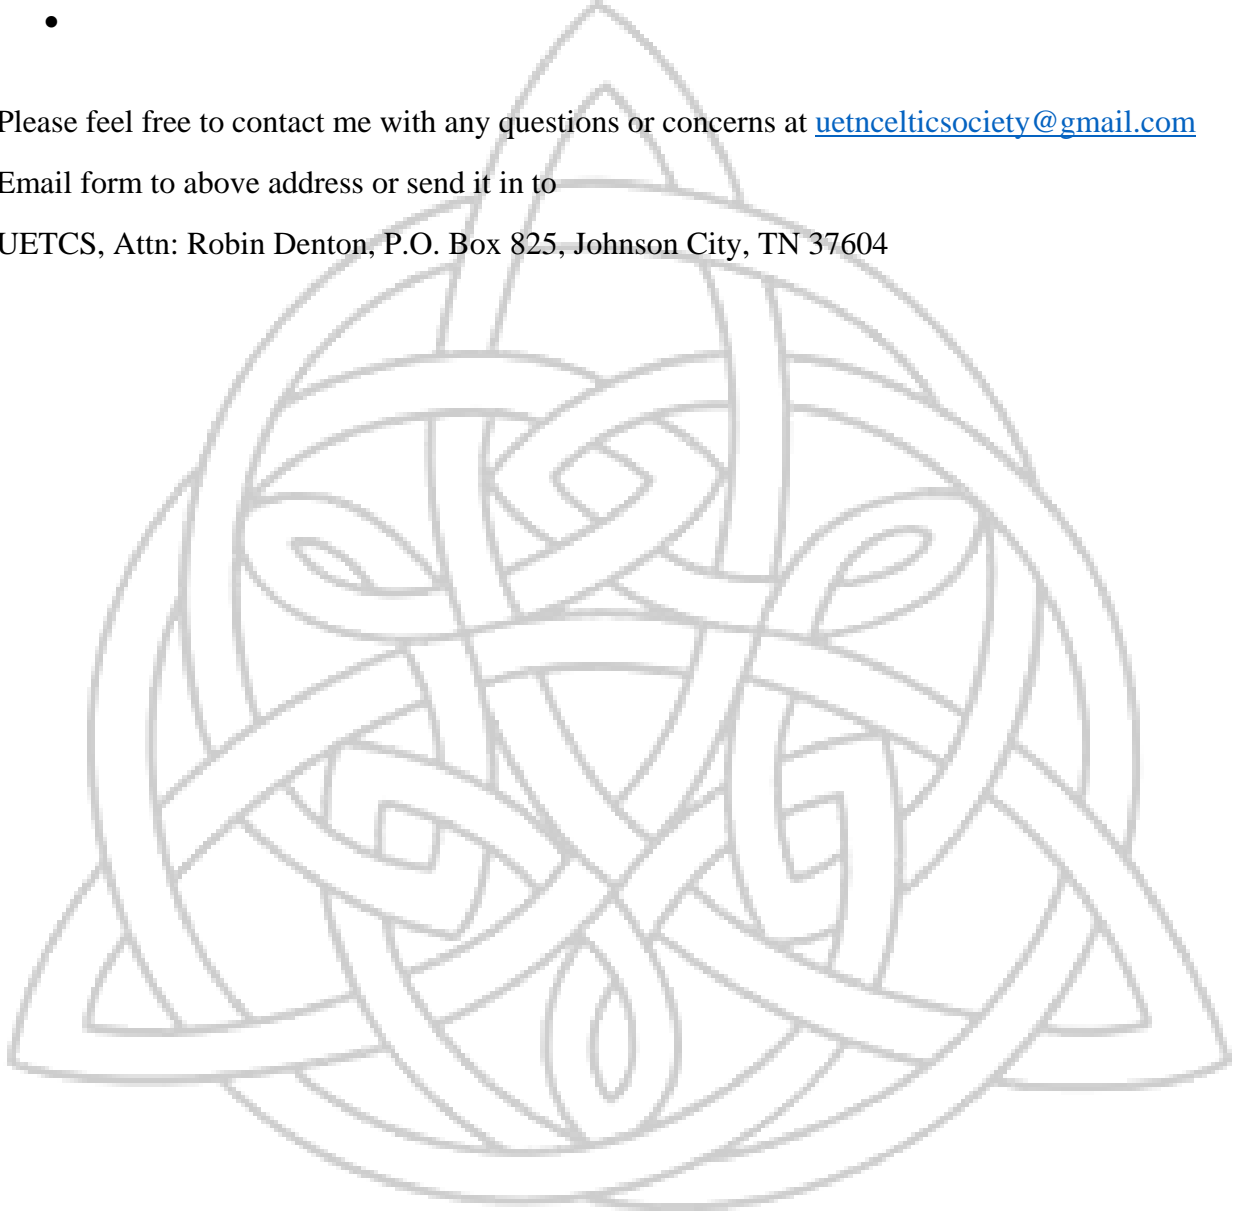 •
Please feel free to contact me with any questions or concerns at uetncelticsociety@gmail.com
Email form to above address or send it in to
UETCS, Attn: Robin Denton, P.O. Box 825, Johnson City, TN 37604